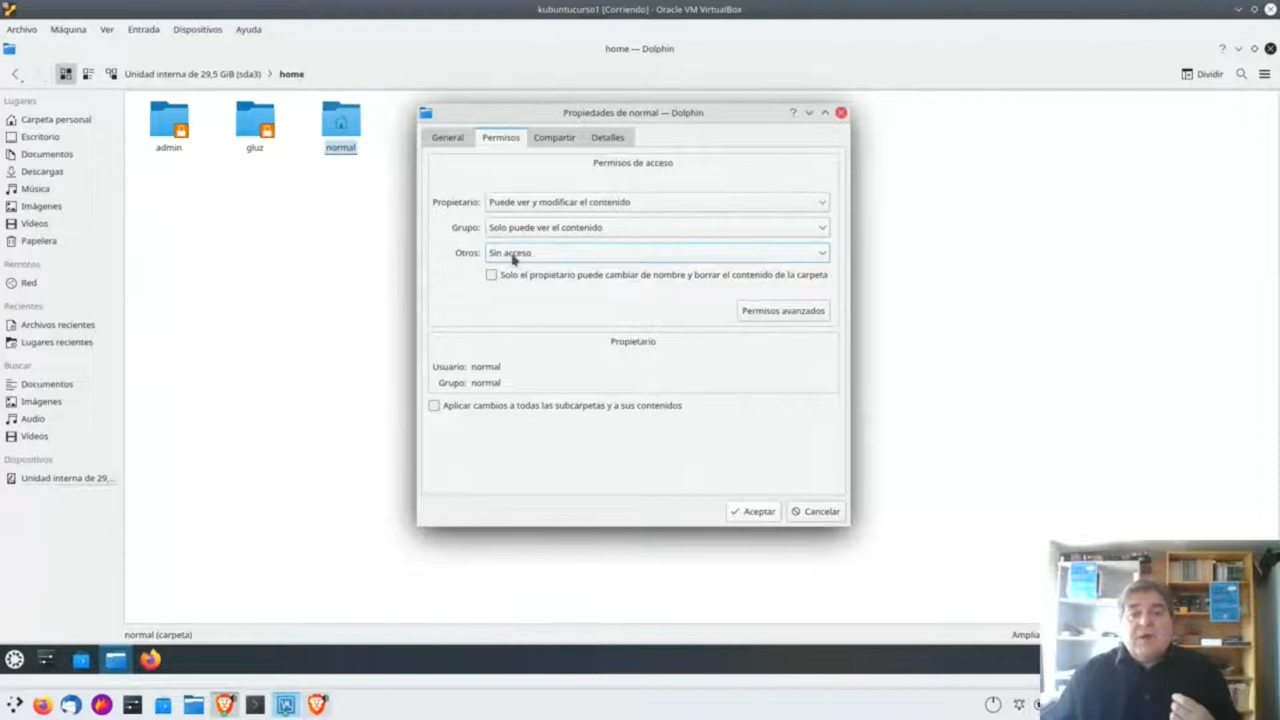 kubuntucurso1 [Corriendo] - Oracle VM VirtualBox
Archivo Máquina Ver Entrada Dispositivos Ayuda
home — Dolphin
Unidad interna de 29,5 GiB (sda3) > home
Dividir
Lugares
Carpeta personal
Escritorio
Documentos
Descargas
Música
Imágenes
Vídeos
Papelera
Remotos
Red
Recientes
Archivos recientes
Lugares recientes
Buscar
Documentos
Imágenes
Audio
Vídeos
Dispositivos
Unidad interna de 29,...
admin
gluz
normal
Propiedades de normal — Dolphin
General Permisos Compartir Detalles
Permisos de acceso
Propietario: Puede ver y modificar el contenido
Grupo: Solo puede ver el contenido
Otros: Sin acceso
Solo el propietario puede cambiar de nombre y borrar el contenido de la carpeta
Permisos avanzados
Propietario
Usuario: normal
Grupo: normal
Aplicar cambios a todas las subcarpetas y a sus contenidos
Aceptar Cancelar
normal (carpeta)
Amplia